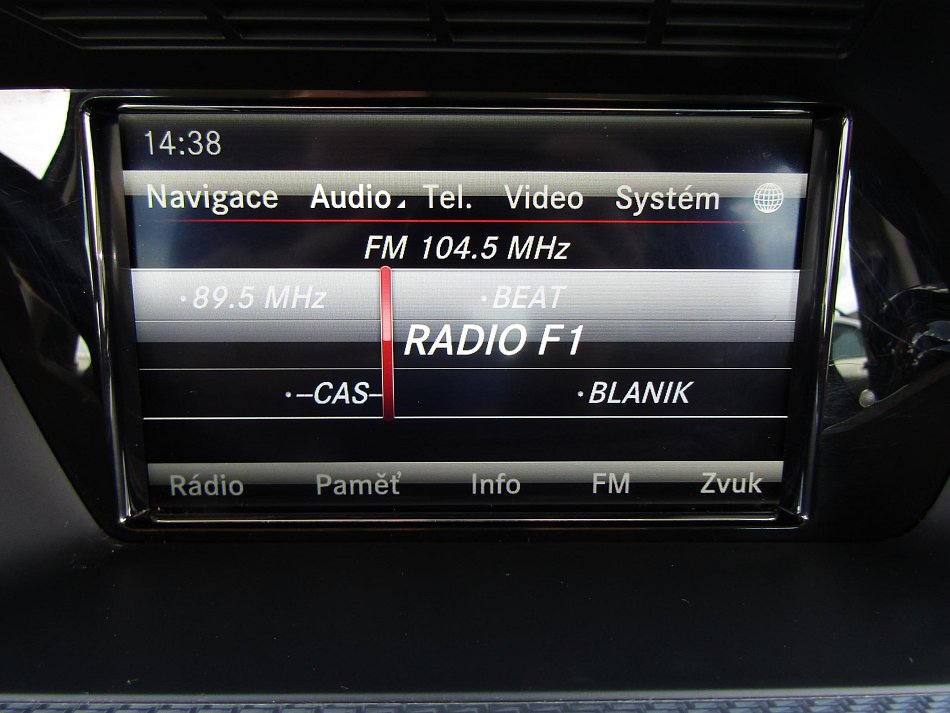 14:38
Navigace Audio Tel. Video Systém
FM 104.5 MHz
·89.5 MHz ·BEAT
RADIO F1
·--CAS-- ·BLANIK
Rádio Paměť Info FM Zvuk